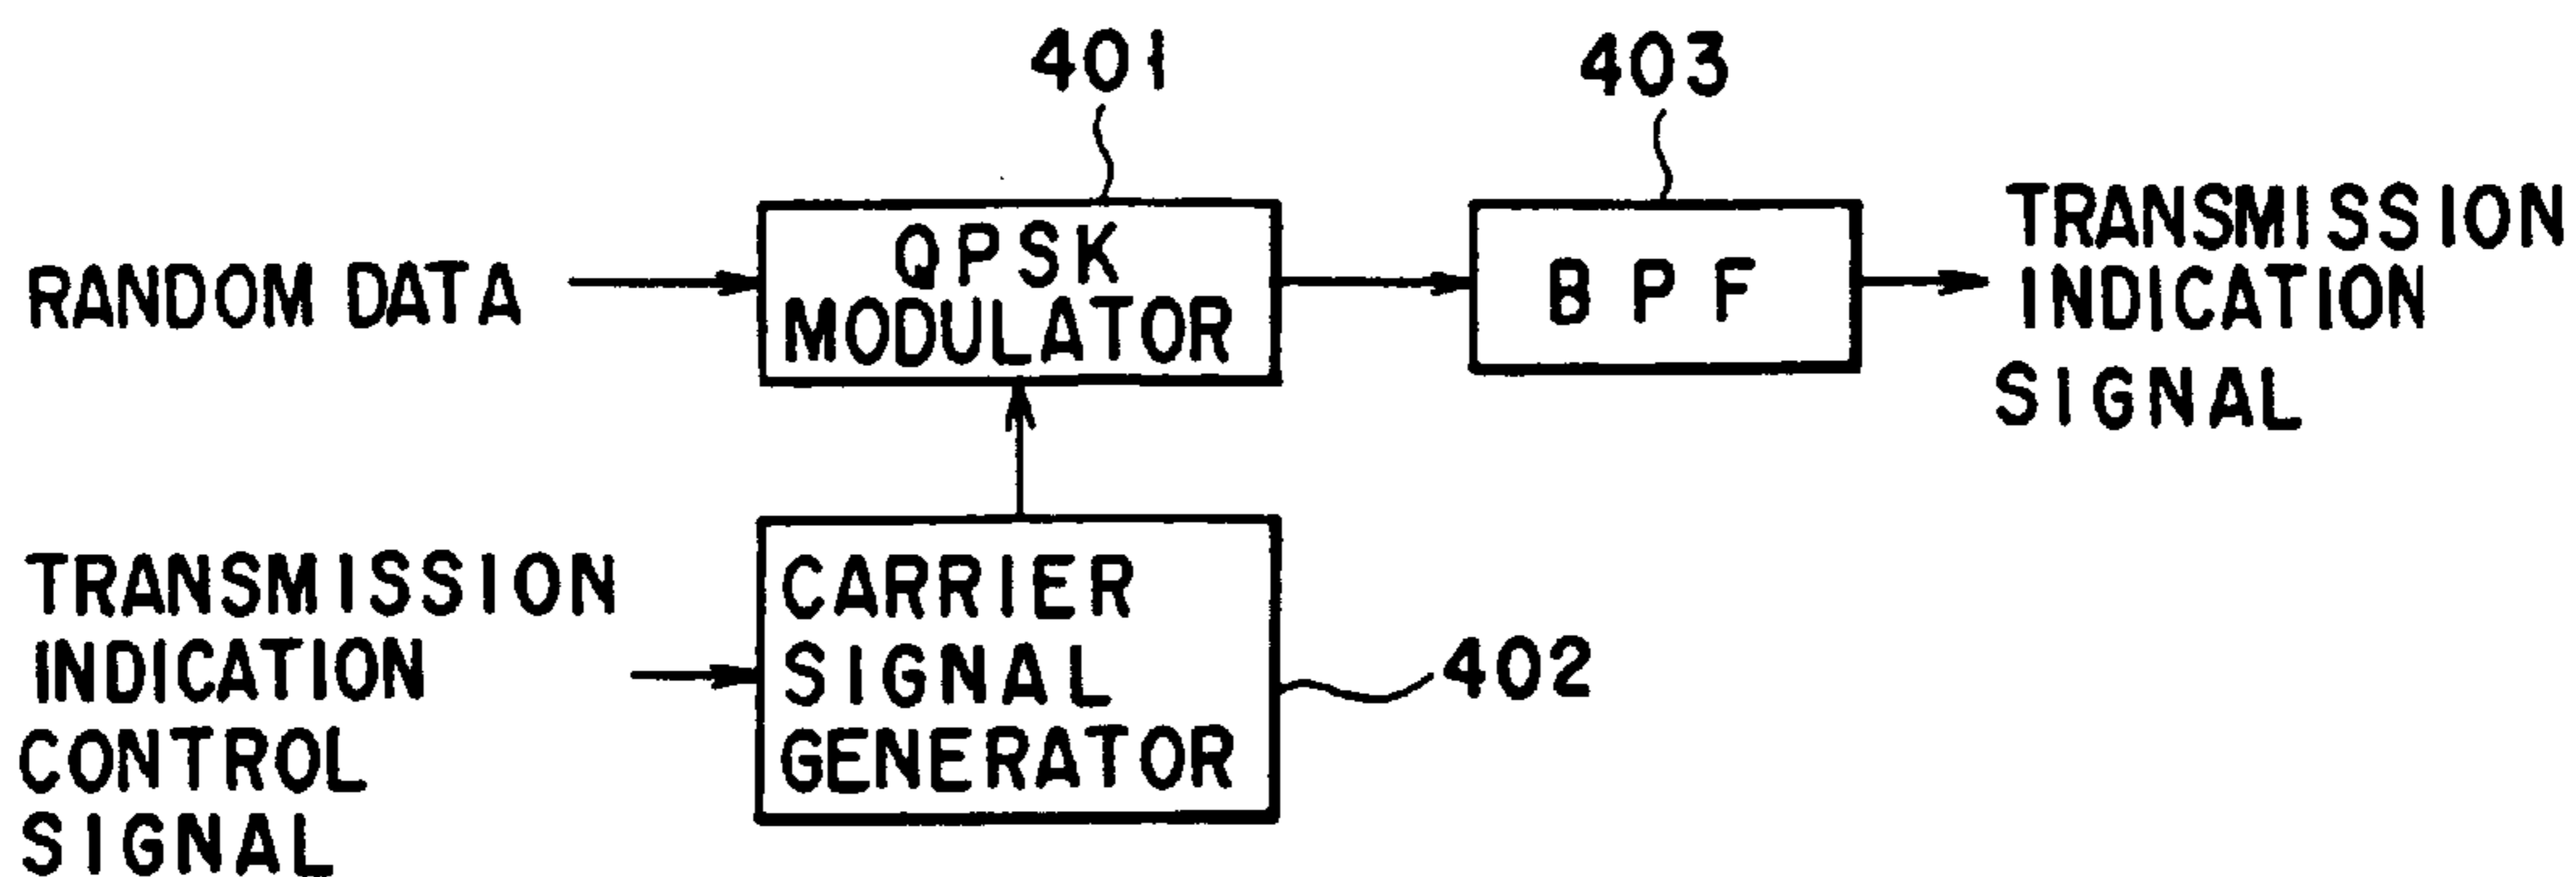 401
403
QPSK
MODULATOR
BPF
TRANSMISSION
INDICATION
SIGNAL
RANDOM DATA
TRANSMISSION
INDICATION
CONTROL
SIGNAL
CARRIER
SIGNAL
GENERATOR
402